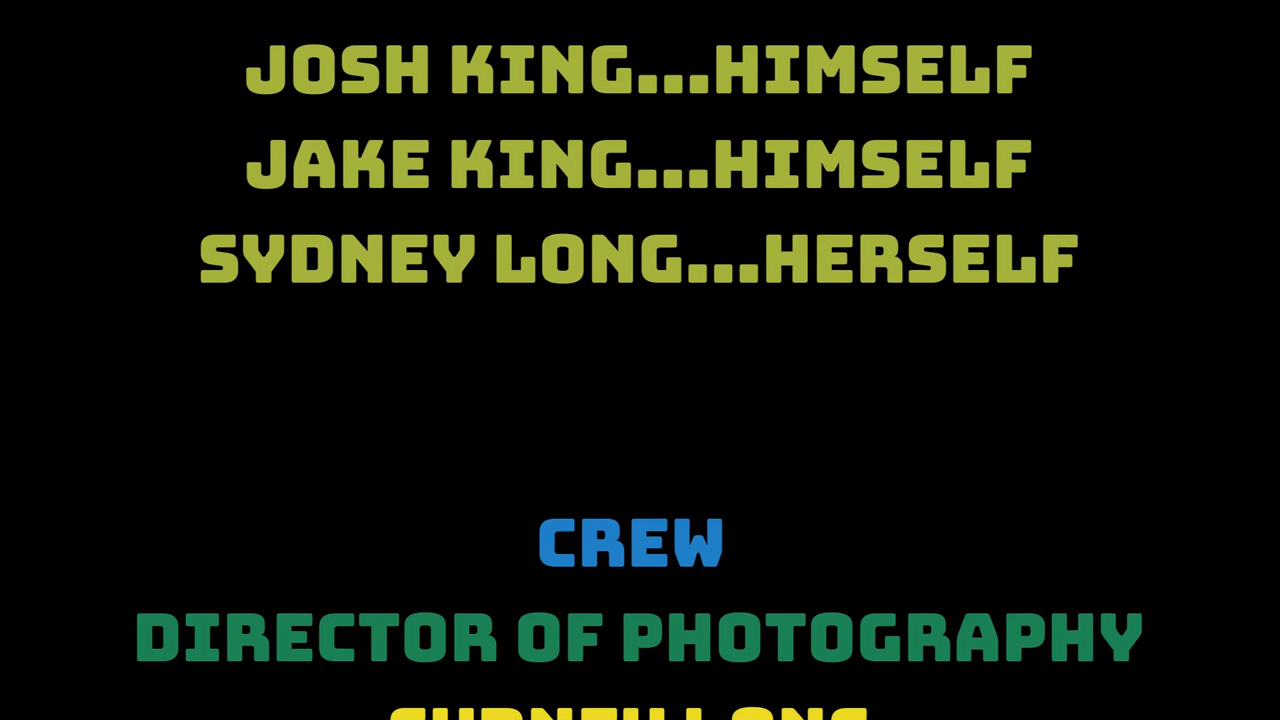 JOSH KING...HIMSELF
JAKE KING...HIMSELF
SYDNEY LONG...HERSELF
CREW
DIRECTOR OF PHOTOGRAPHY